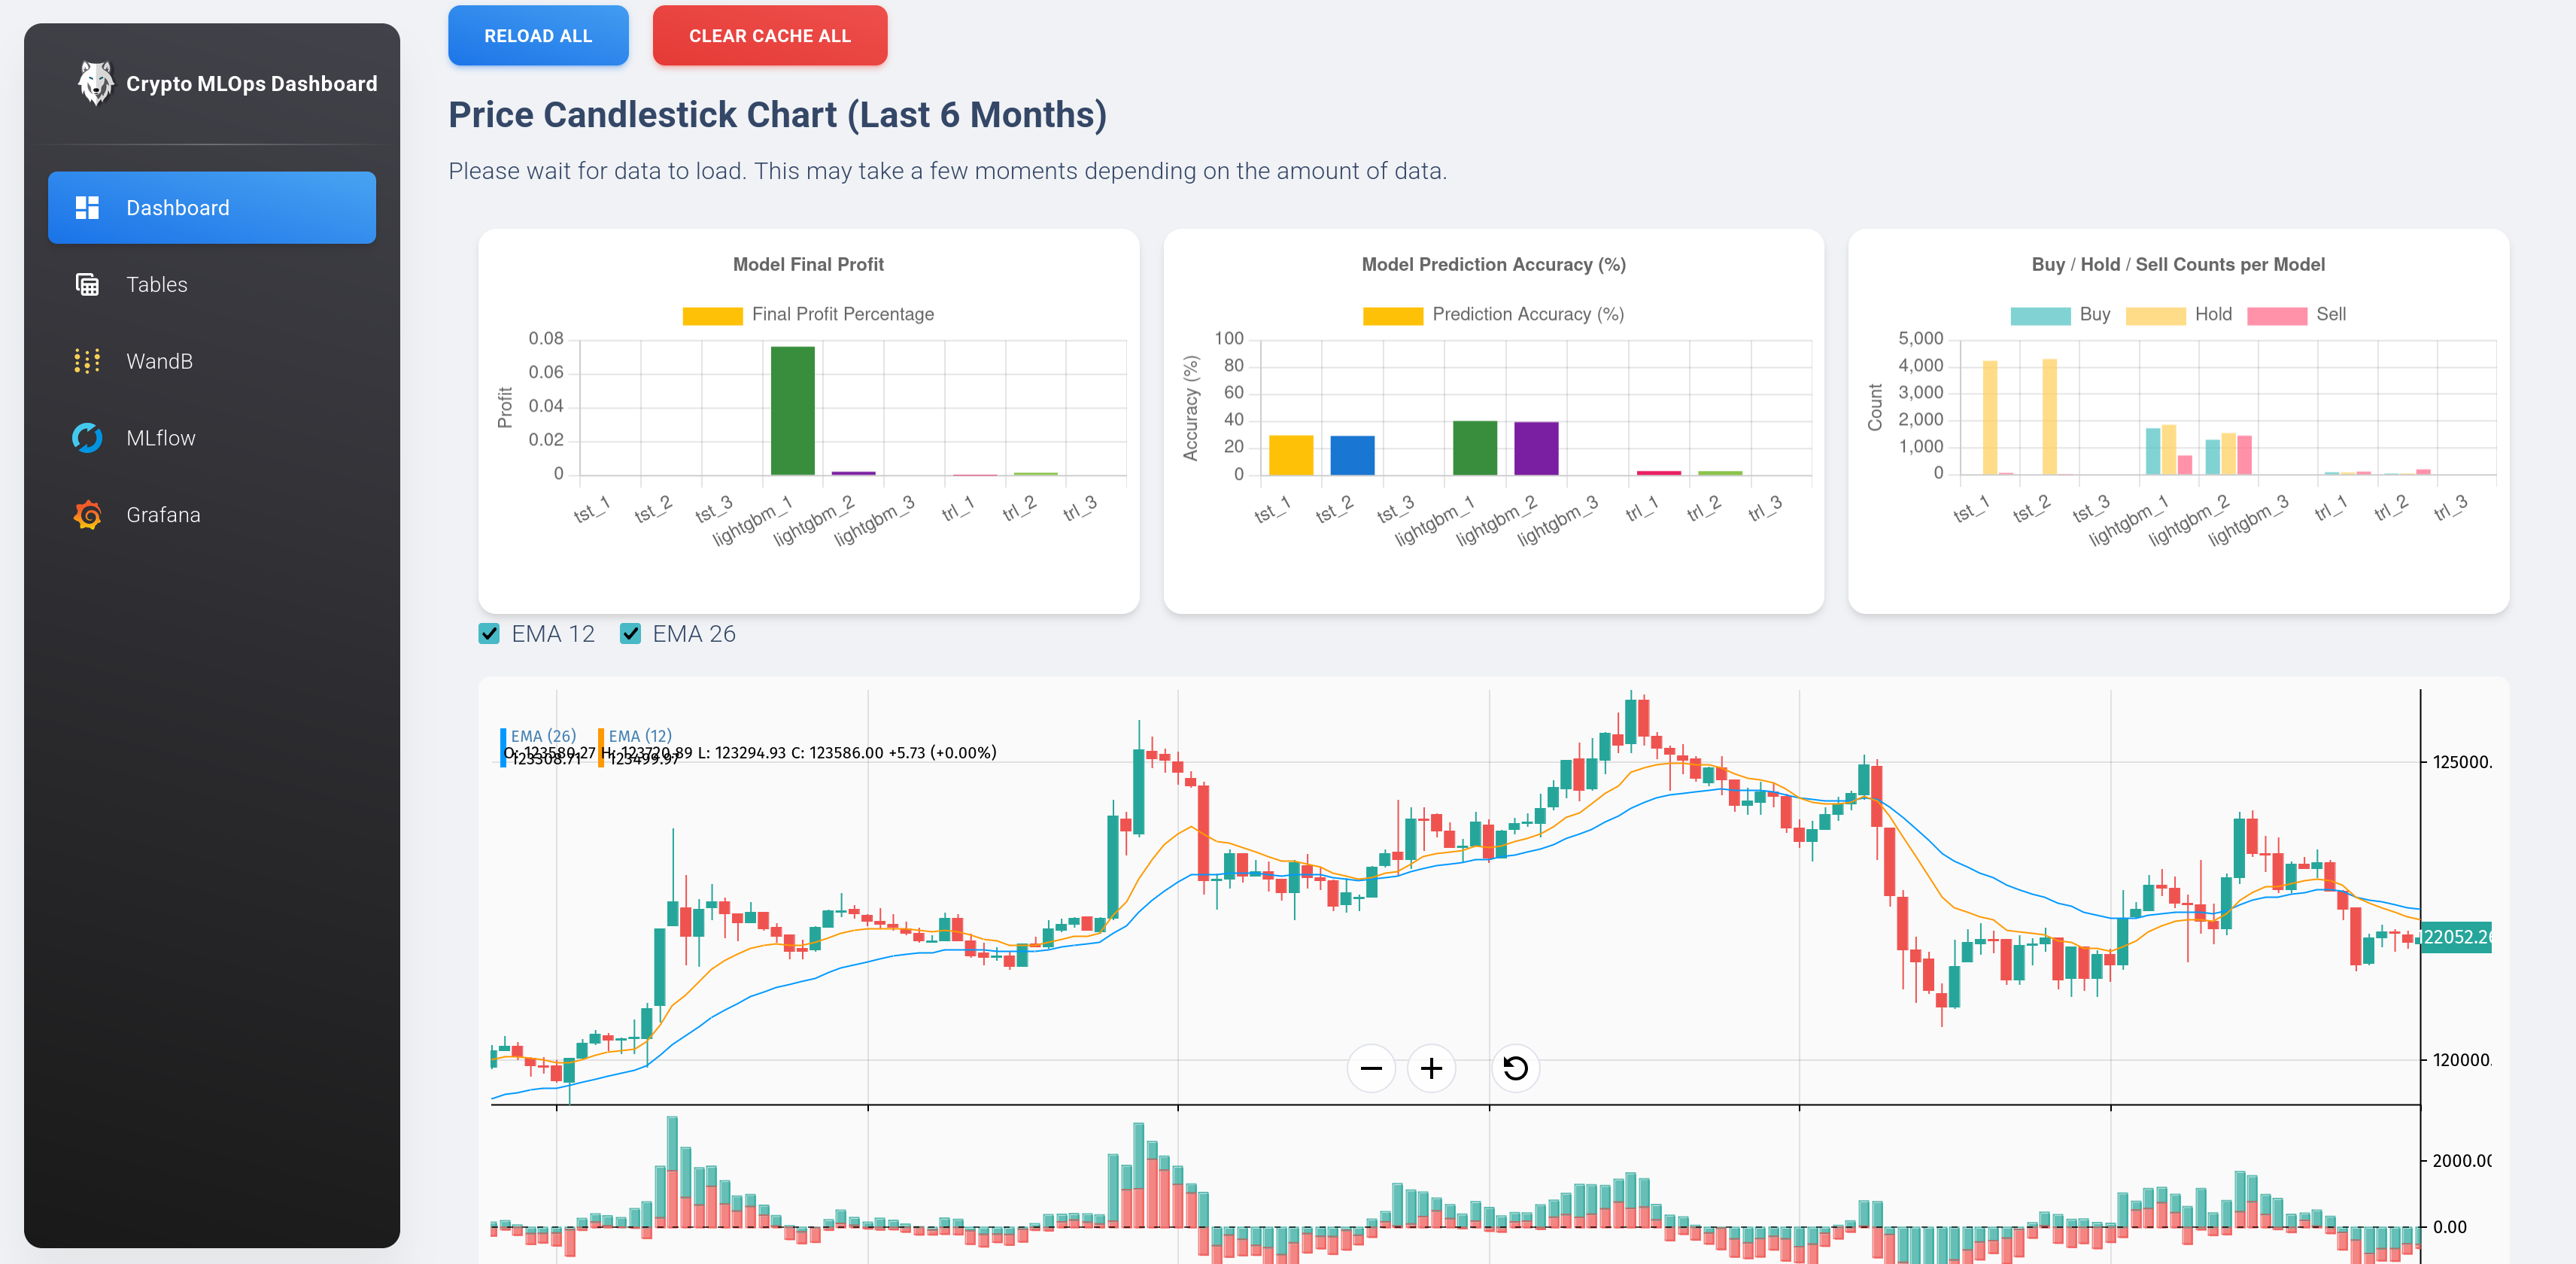 Crypto MLOps Dashboard
Dashboard
Tables
WandB
MLflow
Grafana
RELOAD ALL
CLEAR CACHE ALL
Price Candlestick Chart (Last 6 Months)
Please wait for data to load. This may take a few moments depending on the amount of data.
Model Final Profit
Final Profit Percentage
0.08
0.06
0.04
0.02
0
Profit
tst_1
tst_2
tst_3
lightgbm_1
lightgbm_2
lightgbm_3
trl_1
trl_2
trl_3
Model Prediction Accuracy (%)
Prediction Accuracy (%)
100
80
60
40
20
0
Accuracy (%)
tst_1
tst_2
tst_3
lightgbm_1
lightgbm_2
lightgbm_3
trl_1
trl_2
trl_3
Buy / Hold / Sell Counts per Model
Buy Hold Sell
5,000
4,000
3,000
2,000
1,000
0
Count
tst_1
tst_2
tst_3
lightgbm_1
lightgbm_2
lightgbm_3
trl_1
trl_2
trl_3
EMA 12 EMA 26
EMA (26) EMA (12)
O: 123580.27 H: 123720.89 L: 123294.93 C: 123586.00 +5.73 (+0.00%)
123308.71 123499.97
125000.
22052.2
120000.
2000.0
0.00